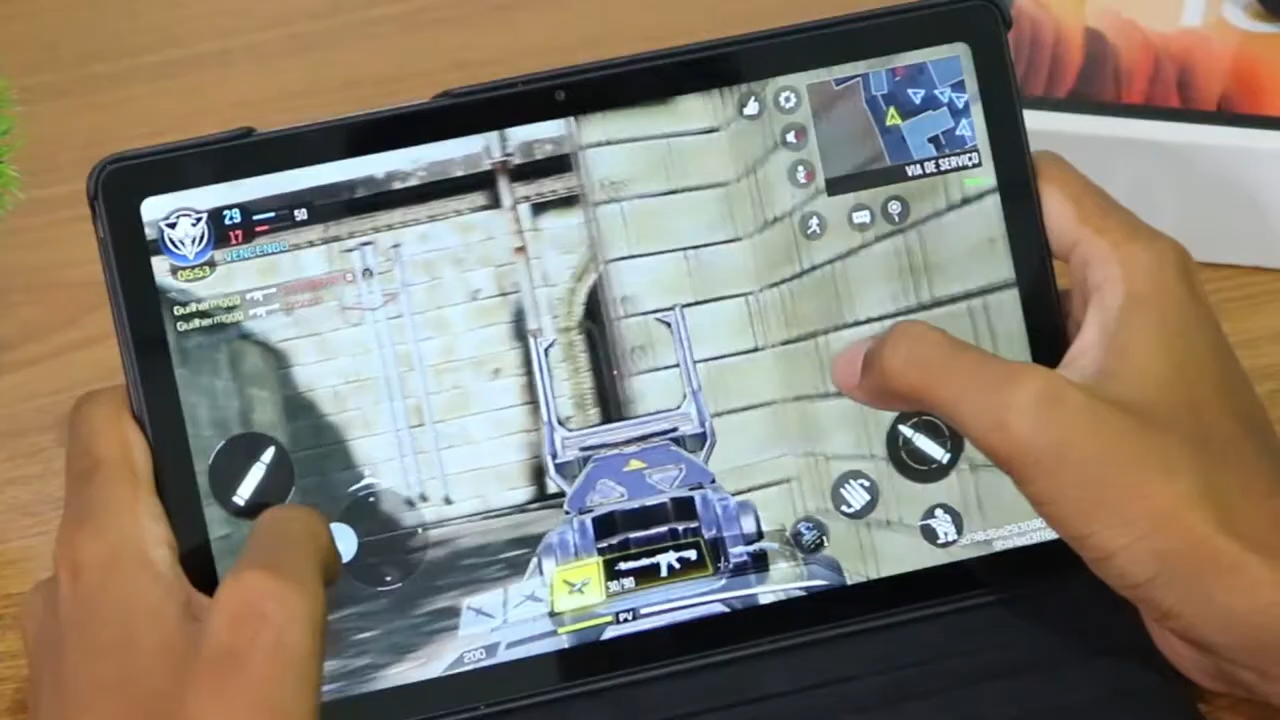 29
50
17
VENCENDO
05:53
Guilhermggg
Guilhermggg
VIA DE SERVIÇO
30/90
PV
200